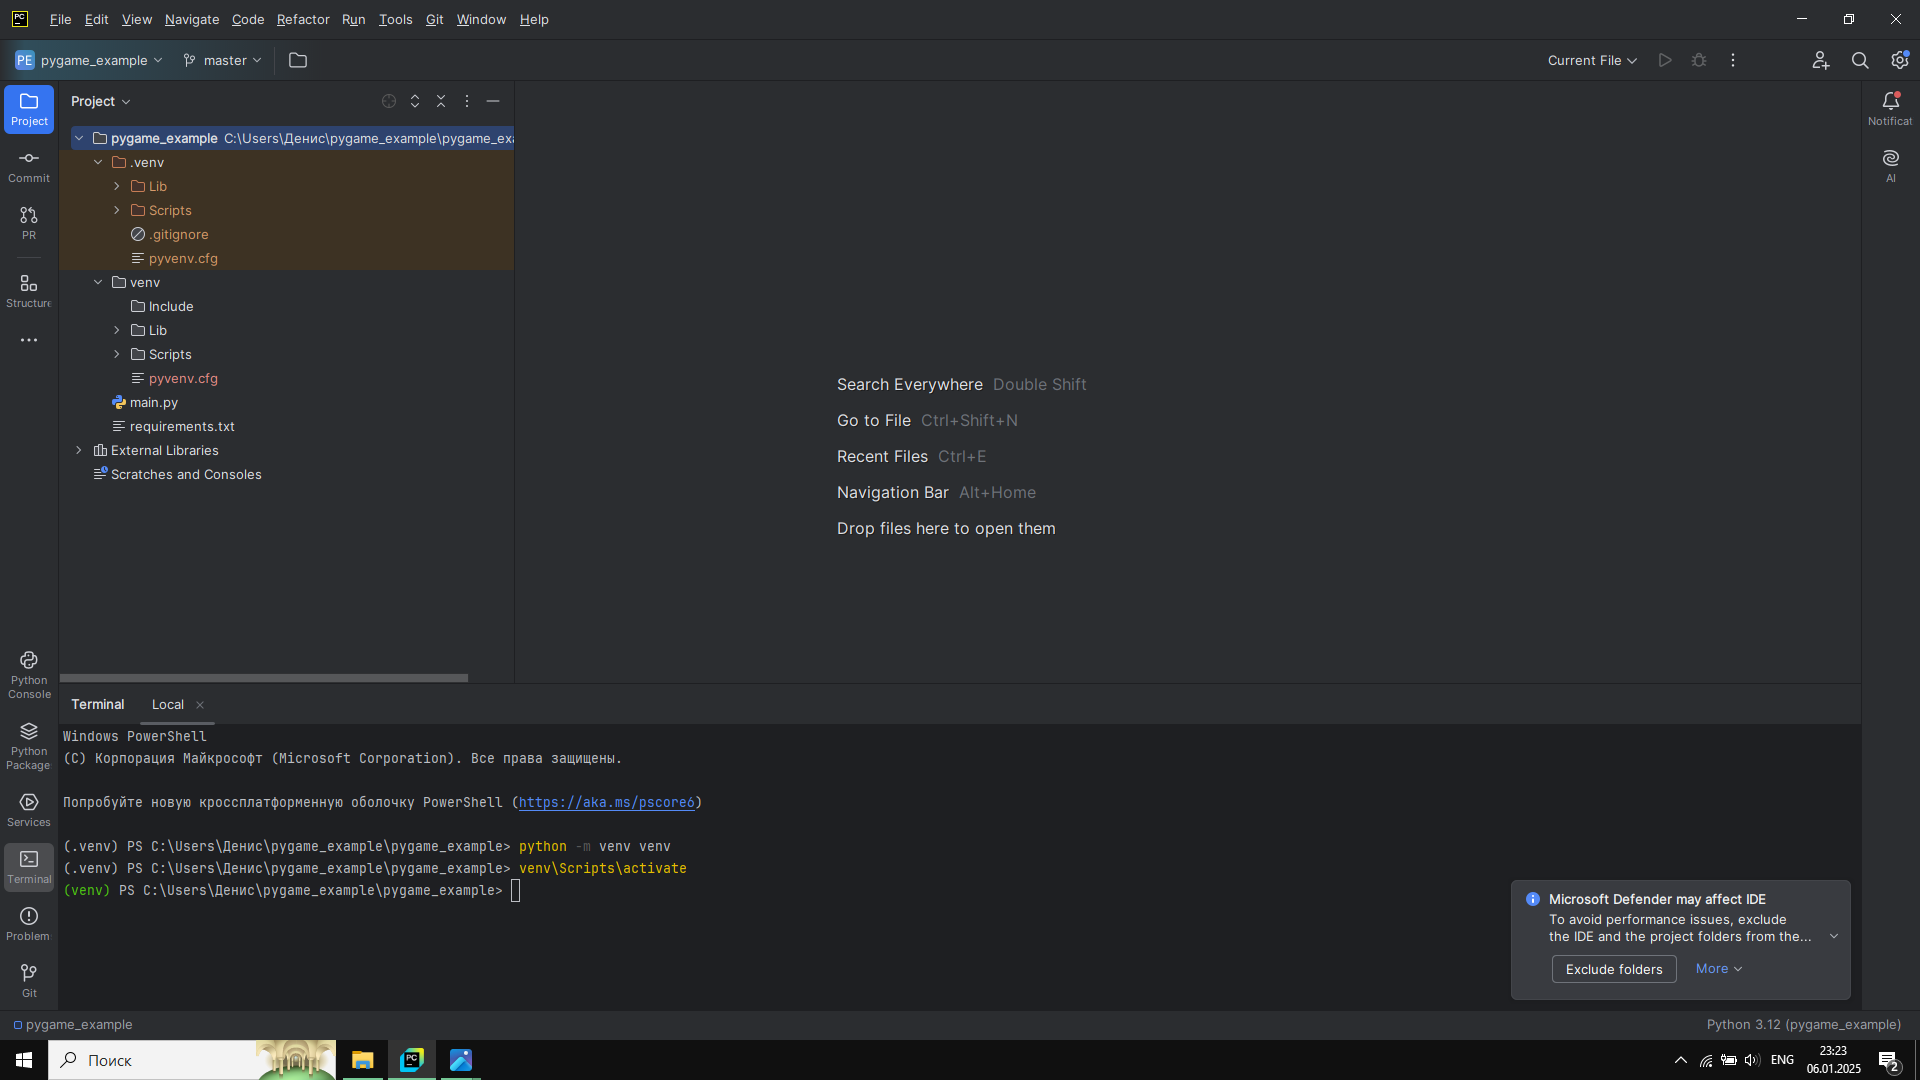 PC
File Edit View Navigate Code Refactor Run Tools Git Window Help
PE pygame_example master Current File
Project
Commit
PR
Structure
Project
pygame_example C:\Users\Денис\pygame_example\pygame_exa
.venv
Lib
Scripts
.gitignore
pyvenv.cfg
venv
Include
Lib
Scripts
pyvenv.cfg
main.py
requirements.txt
External Libraries
Scratches and Consoles
Search Everywhere Double Shift
Go to File Ctrl+Shift+N
Recent Files Ctrl+E
Navigation Bar Alt+Home
Drop files here to open them
Notificat
AI
Python
Console
Python
Package
Services
Terminal
Problem
Git
Terminal Local
Windows PowerShell
(C) Корпорация Майкрософт (Microsoft Corporation). Все права защищены.
Попробуйте новую кроссплатформенную оболочку PowerShell (https://aka.ms/pscore6)
(.venv) PS C:\Users\Денис\pygame_example\pygame_example> python -m venv venv
(.venv) PS C:\Users\Денис\pygame_example\pygame_example> venv\Scripts\activate
(venv) PS C:\Users\Денис\pygame_example\pygame_example>
Microsoft Defender may affect IDE
To avoid performance issues, exclude
the IDE and the project folders from the...
Exclude folders More
pygame_example Python 3.12 (pygame_example)
Поиск
PC
ENG
23:23
06.01.2025
2